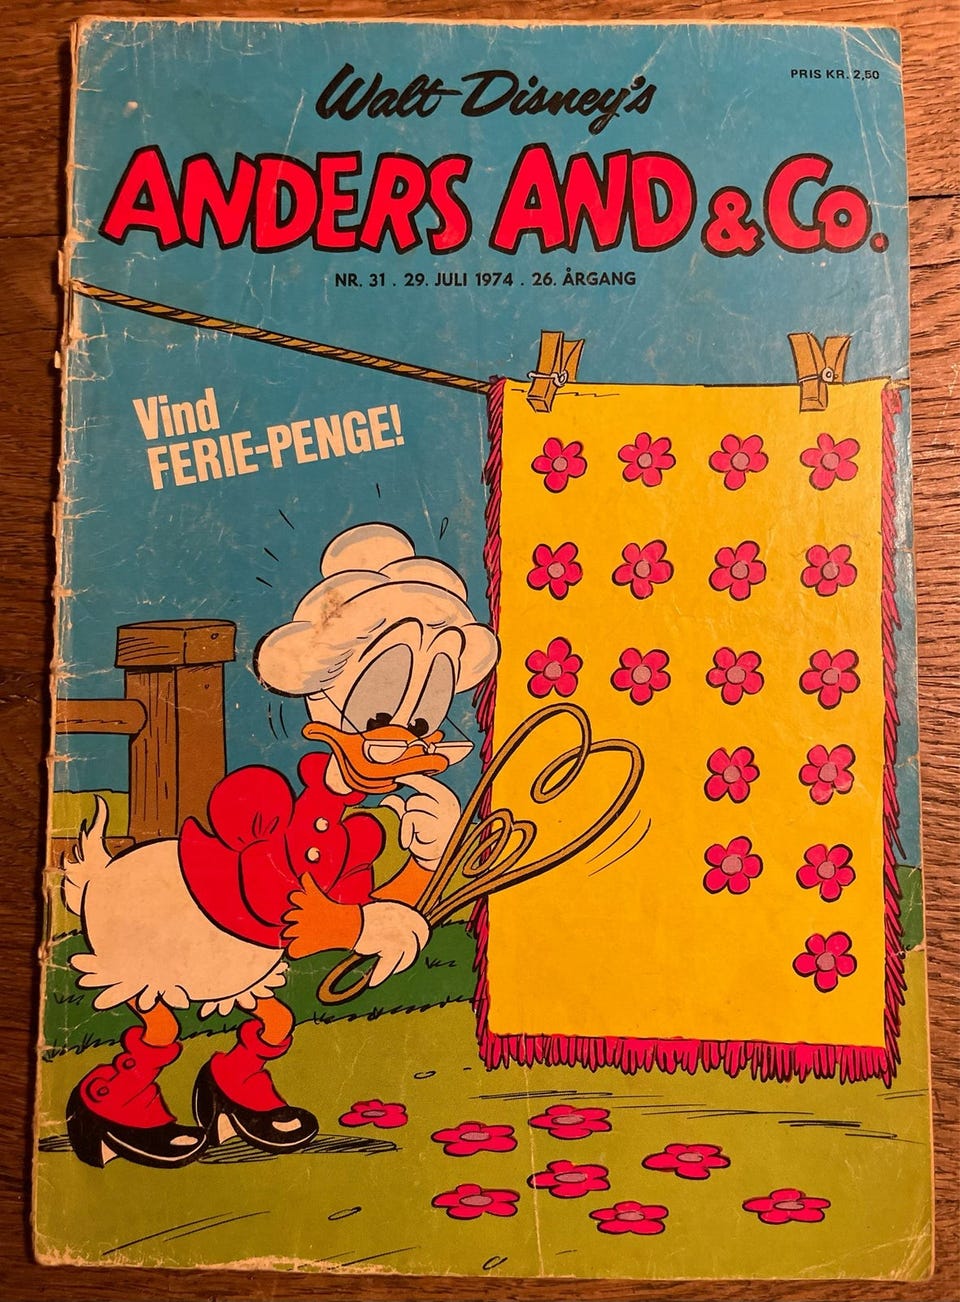 Walt Disney's
PRIS KR. 2,50
ANDERS AND & Co.
NR. 31 . 29. JULI 1974 . 26. ÅRGANG
Vind
FERIE-PENGE!